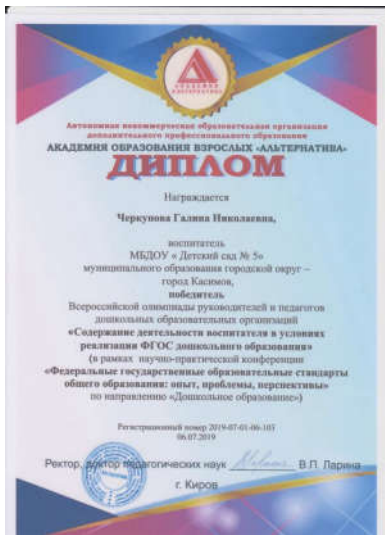 АКАДЕМИЯ
АЛЬТЕРНАТИВА
Автономная некоммерческая образовательная организация
дополнительного профессионального образования
АКАДЕМИЯ ОБРАЗОВАНИЯ ВЗРОСЛЫХ «АЛЬТЕРНАТИВА»
ДИПЛОМ
Награждается
Черкунова Галина Николаевна,
воспитатель
МБДОУ « Детский сад № 5»
муниципального образования городской округ –
город Касимов,
победитель
Всероссийской олимпиады руководителей и педагогов
дошкольных образовательных организаций
«Содержание деятельности воспитателя в условиях
реализации ФГОС дошкольного образования»
(в рамках научно-практической конференции
«Федеральные государственные образовательные стандарты
общего образования: опыт, проблемы, перспективы»
по направлению «Дошкольное образование»)
Регистрационный номер 2019-07-01-06-103
06.07.2019
Ректор, доктор педагогических наук В.П. Ларина
г. Киров